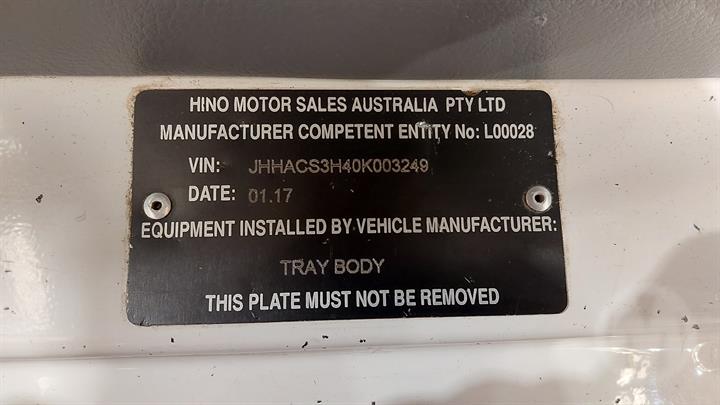 HINO MOTOR SALES AUSTRALIA PTY LTD
MANUFACTURER COMPETENT ENTITY No: L00028
VIN: JHHACS3H40K003249
DATE: 01.17
EQUIPMENT INSTALLED BY VEHICLE MANUFACTURER:
TRAY BODY
THIS PLATE MUST NOT BE REMOVED